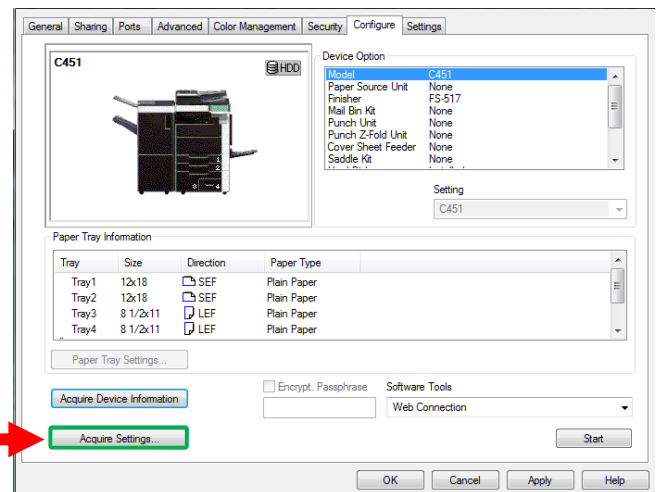 General Sharing Ports Advanced Color Management Security Configure Settings
C451
HDD
Device Option
Model C451
Paper Source Unit None
Finisher FS-517
Mail Bin Kit None
Punch Unit None
Punch Z-Fold Unit None
Cover Sheet Feeder None
Saddle Kit None
Setting
C451
Paper Tray Information
Tray Size Direction Paper Type
Tray1 12x18 SEF Plain Paper
Tray2 12x18 SEF Plain Paper
Tray3 8 1/2x11 LEF Plain Paper
Tray4 8 1/2x11 LEF Plain Paper
Paper Tray Settings...
Acquire Device Information
Encrypt. Passphrase
Software Tools
Web Connection
Acquire Settings...
Start
OK Cancel Apply Help